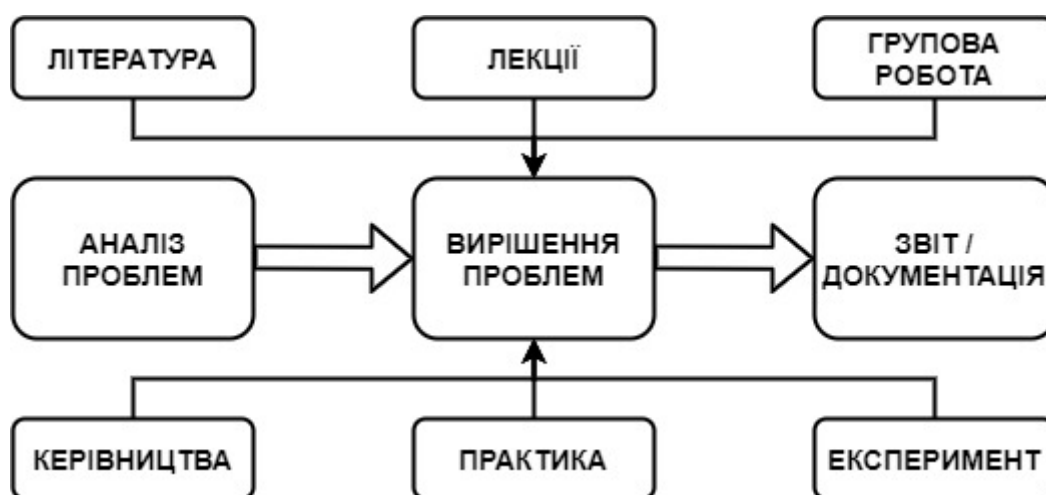 ЛІТЕРАТУРА
ЛЕКЦІЇ
ГРУПОВА
РОБОТА
АНАЛІЗ
ПРОБЛЕМ
ВИРІШЕННЯ
ПРОБЛЕМ
ЗВІТ /
ДОКУМЕНТАЦІЯ
КЕРІВНИЦТВА
ПРАКТИКА
ЕКСПЕРИМЕНТ